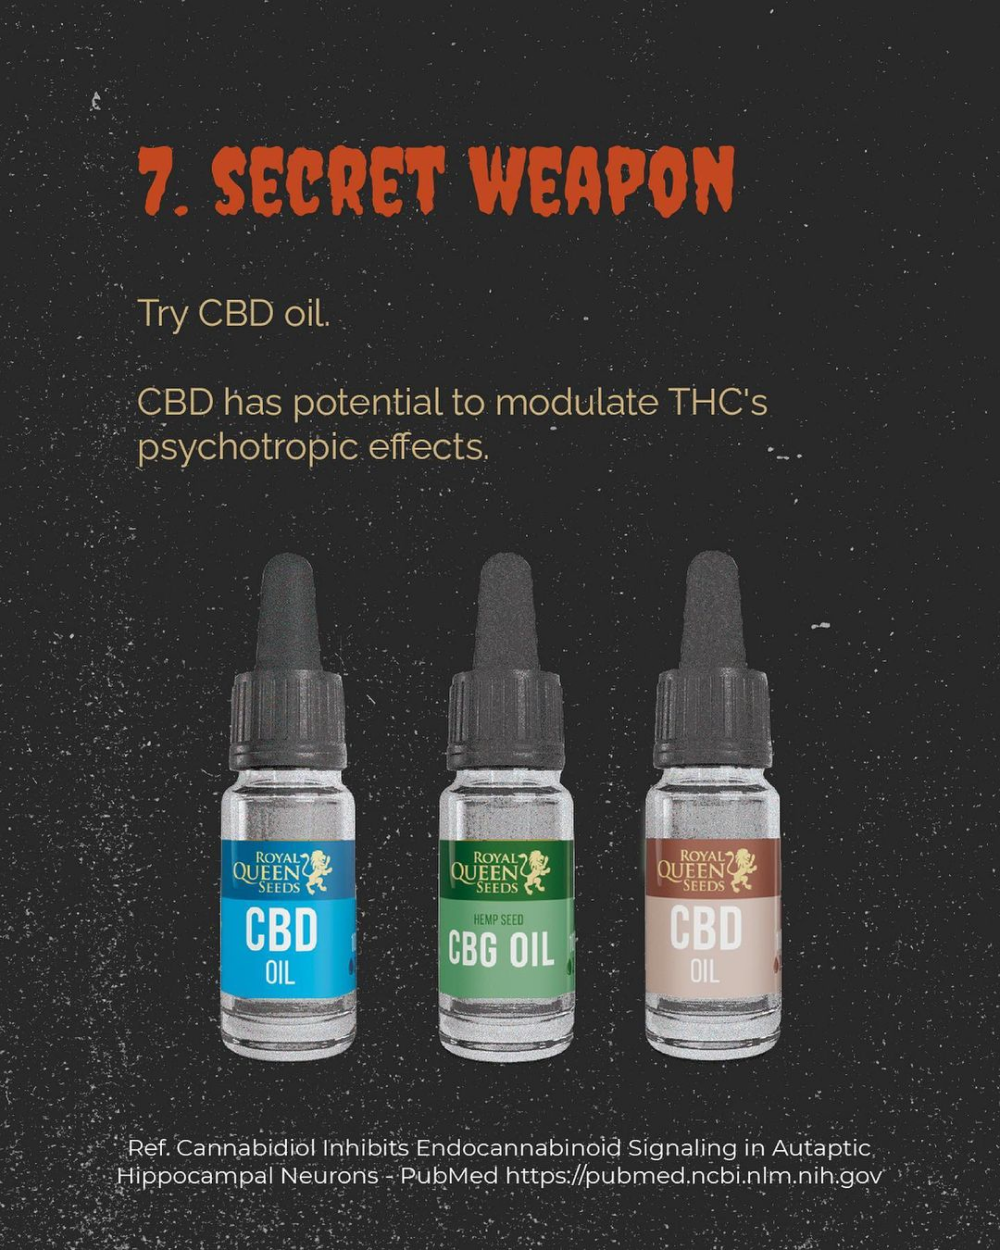 7. SECRET WEAPON
Try CBD oil.
CBD has potential to modulate THC's
psychotropic effects.
ROYAL
QUEEN
SEEDS
CBD
OIL
ROYAL
QUEEN
SEEDS
HEMP SEED
CBG OIL
ROYAL
QUEEN
SEEDS
CBD
OIL
Ref. Cannabidiol Inhibits Endocannabinoid Signaling in Autaptic
Hippocampal Neurons - PubMed https://pubmed.ncbi.nlm.nih.gov